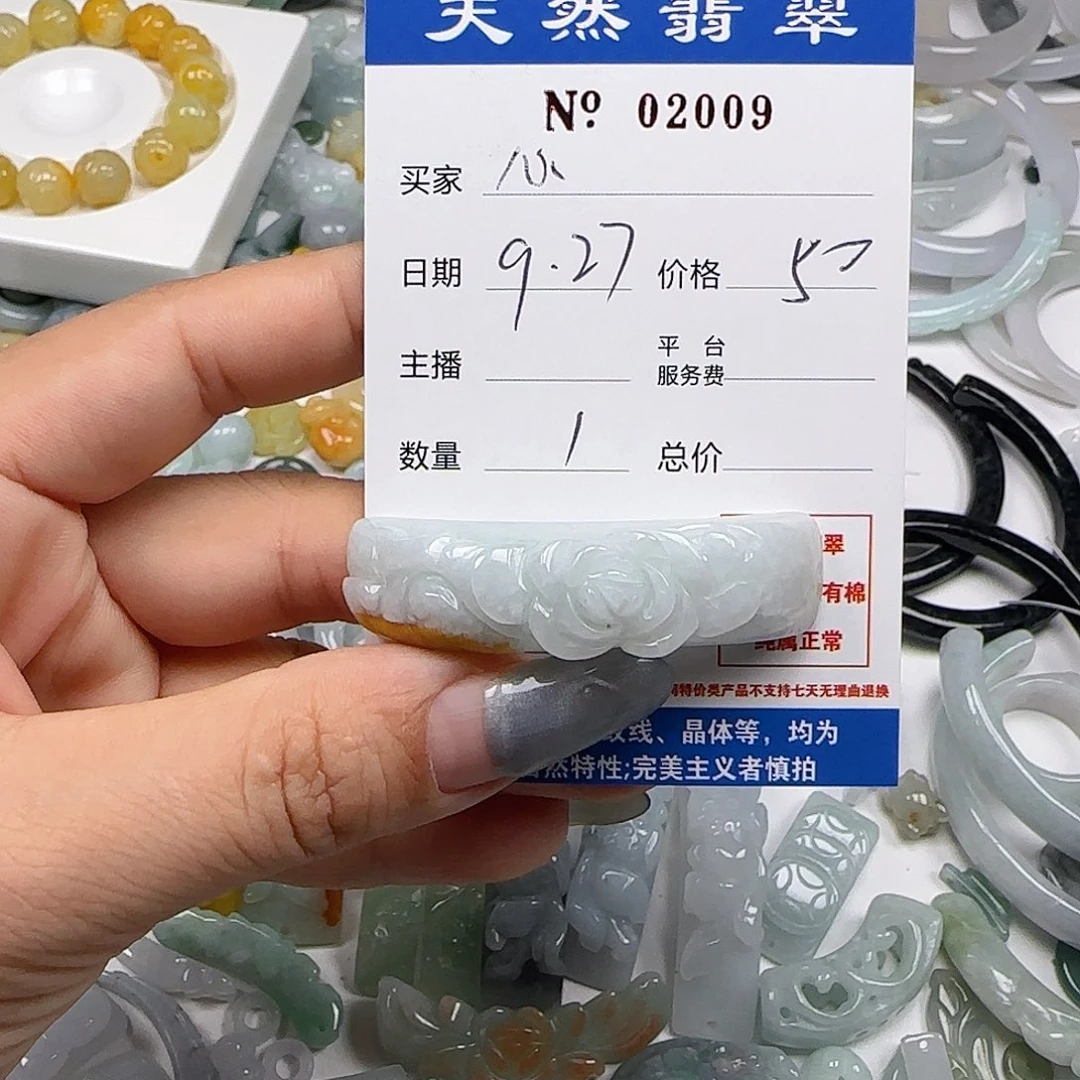 天然翡翠
Nº 02009
买家
日期 9.27 价格
主播 平台服务费
数量 1 总价
翠
有棉
纯属正常
特价类产品不支持七天无理由退换
纹线、晶体等，均为
自然特性;完美主义者慎拍